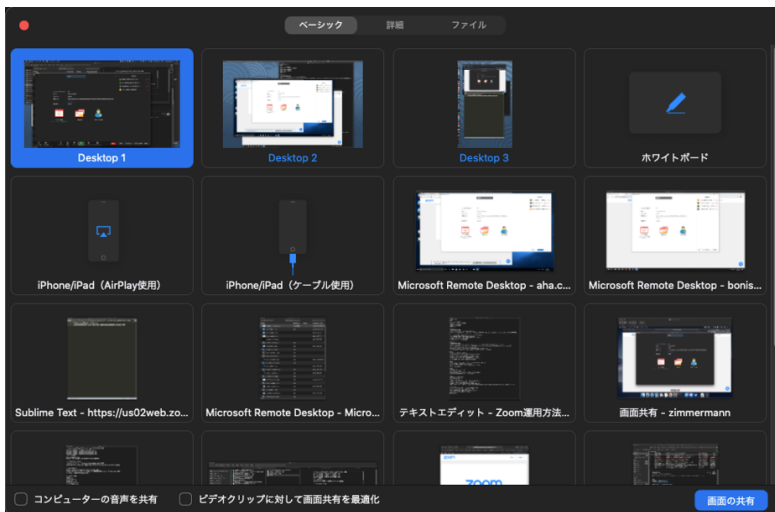 ベーシック
詳細
ファイル
Desktop 1
Desktop 2
Desktop 3
ホワイトボード
iPhone/iPad（AirPlay使用）
iPhone/iPad（ケーブル使用）
Microsoft Remote Desktop - aha.c...
Microsoft Remote Desktop - bonis...
Sublime Text - https://us02web.zo...
Microsoft Remote Desktop - Micro...
テキストエディット - Zoom運用方法...
画面共有 - zimmermann
zoom
コンピューターの音声を共有
ビデオクリップに対して画面共有を最適化
画面の共有